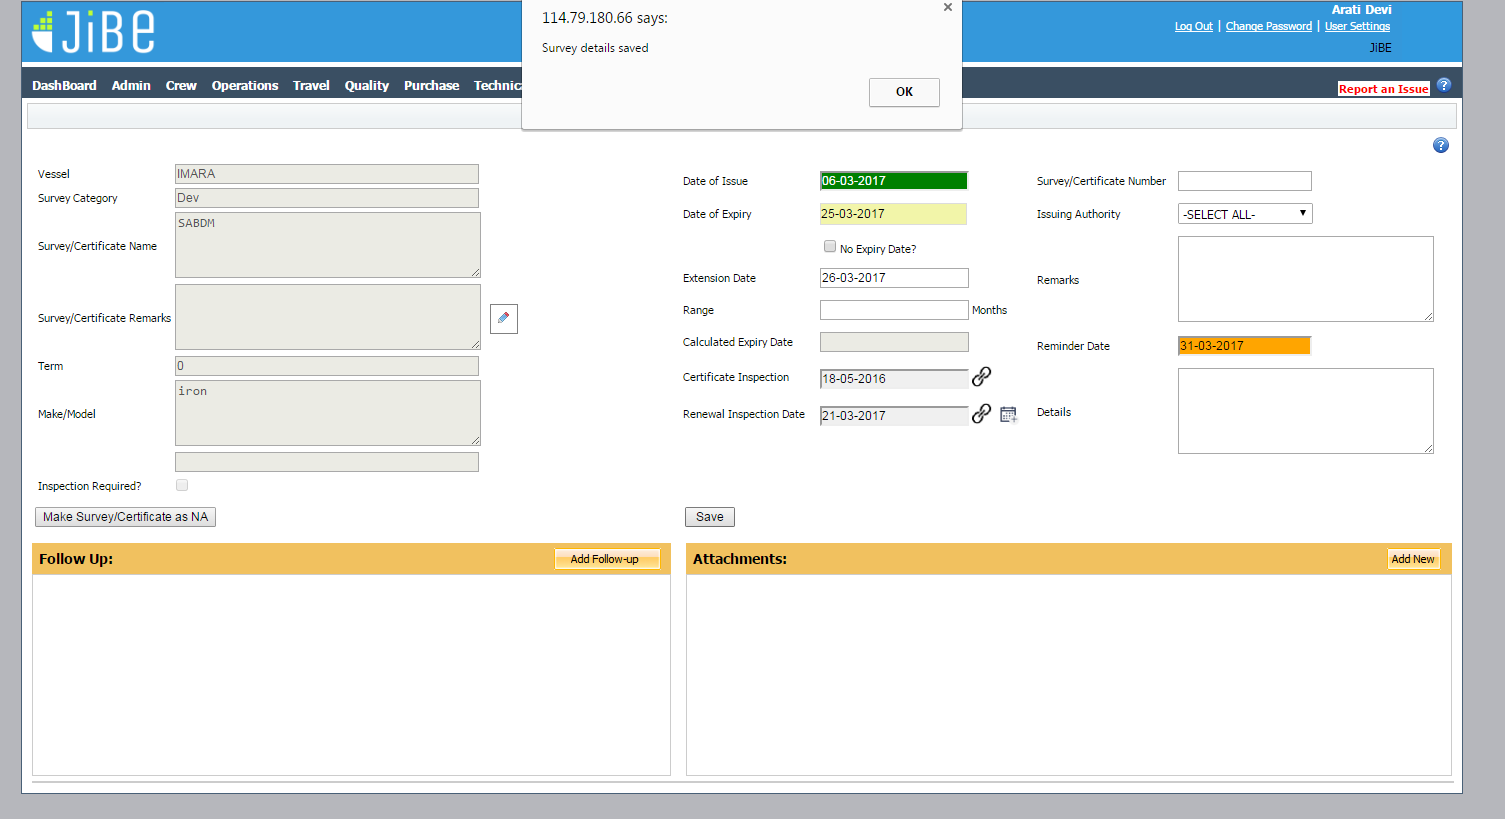 114.79.180.66 says:
Survey details saved
OK
JiBE
Arati Devi
Log Out | Change Password | User Settings
JiBE
DashBoard Admin Crew Operations Travel Quality Purchase Technic
Report an Issue ?
?
Vessel IMARA
Survey Category Dev
Survey/Certificate Name SABDM
Survey/Certificate Remarks
Term 0
Make/Model iron
Inspection Required?
Make Survey/Certificate as NA
Date of Issue 06-03-2017
Date of Expiry 25-03-2017
No Expiry Date?
Extension Date 26-03-2017
Range Months
Calculated Expiry Date
Certificate Inspection 18-05-2016
Renewal Inspection Date 21-03-2017
Save
Survey/Certificate Number
Issuing Authority -SELECT ALL-
Remarks
Reminder Date 31-03-2017
Details
Follow Up: Add Follow-up
Attachments: Add New